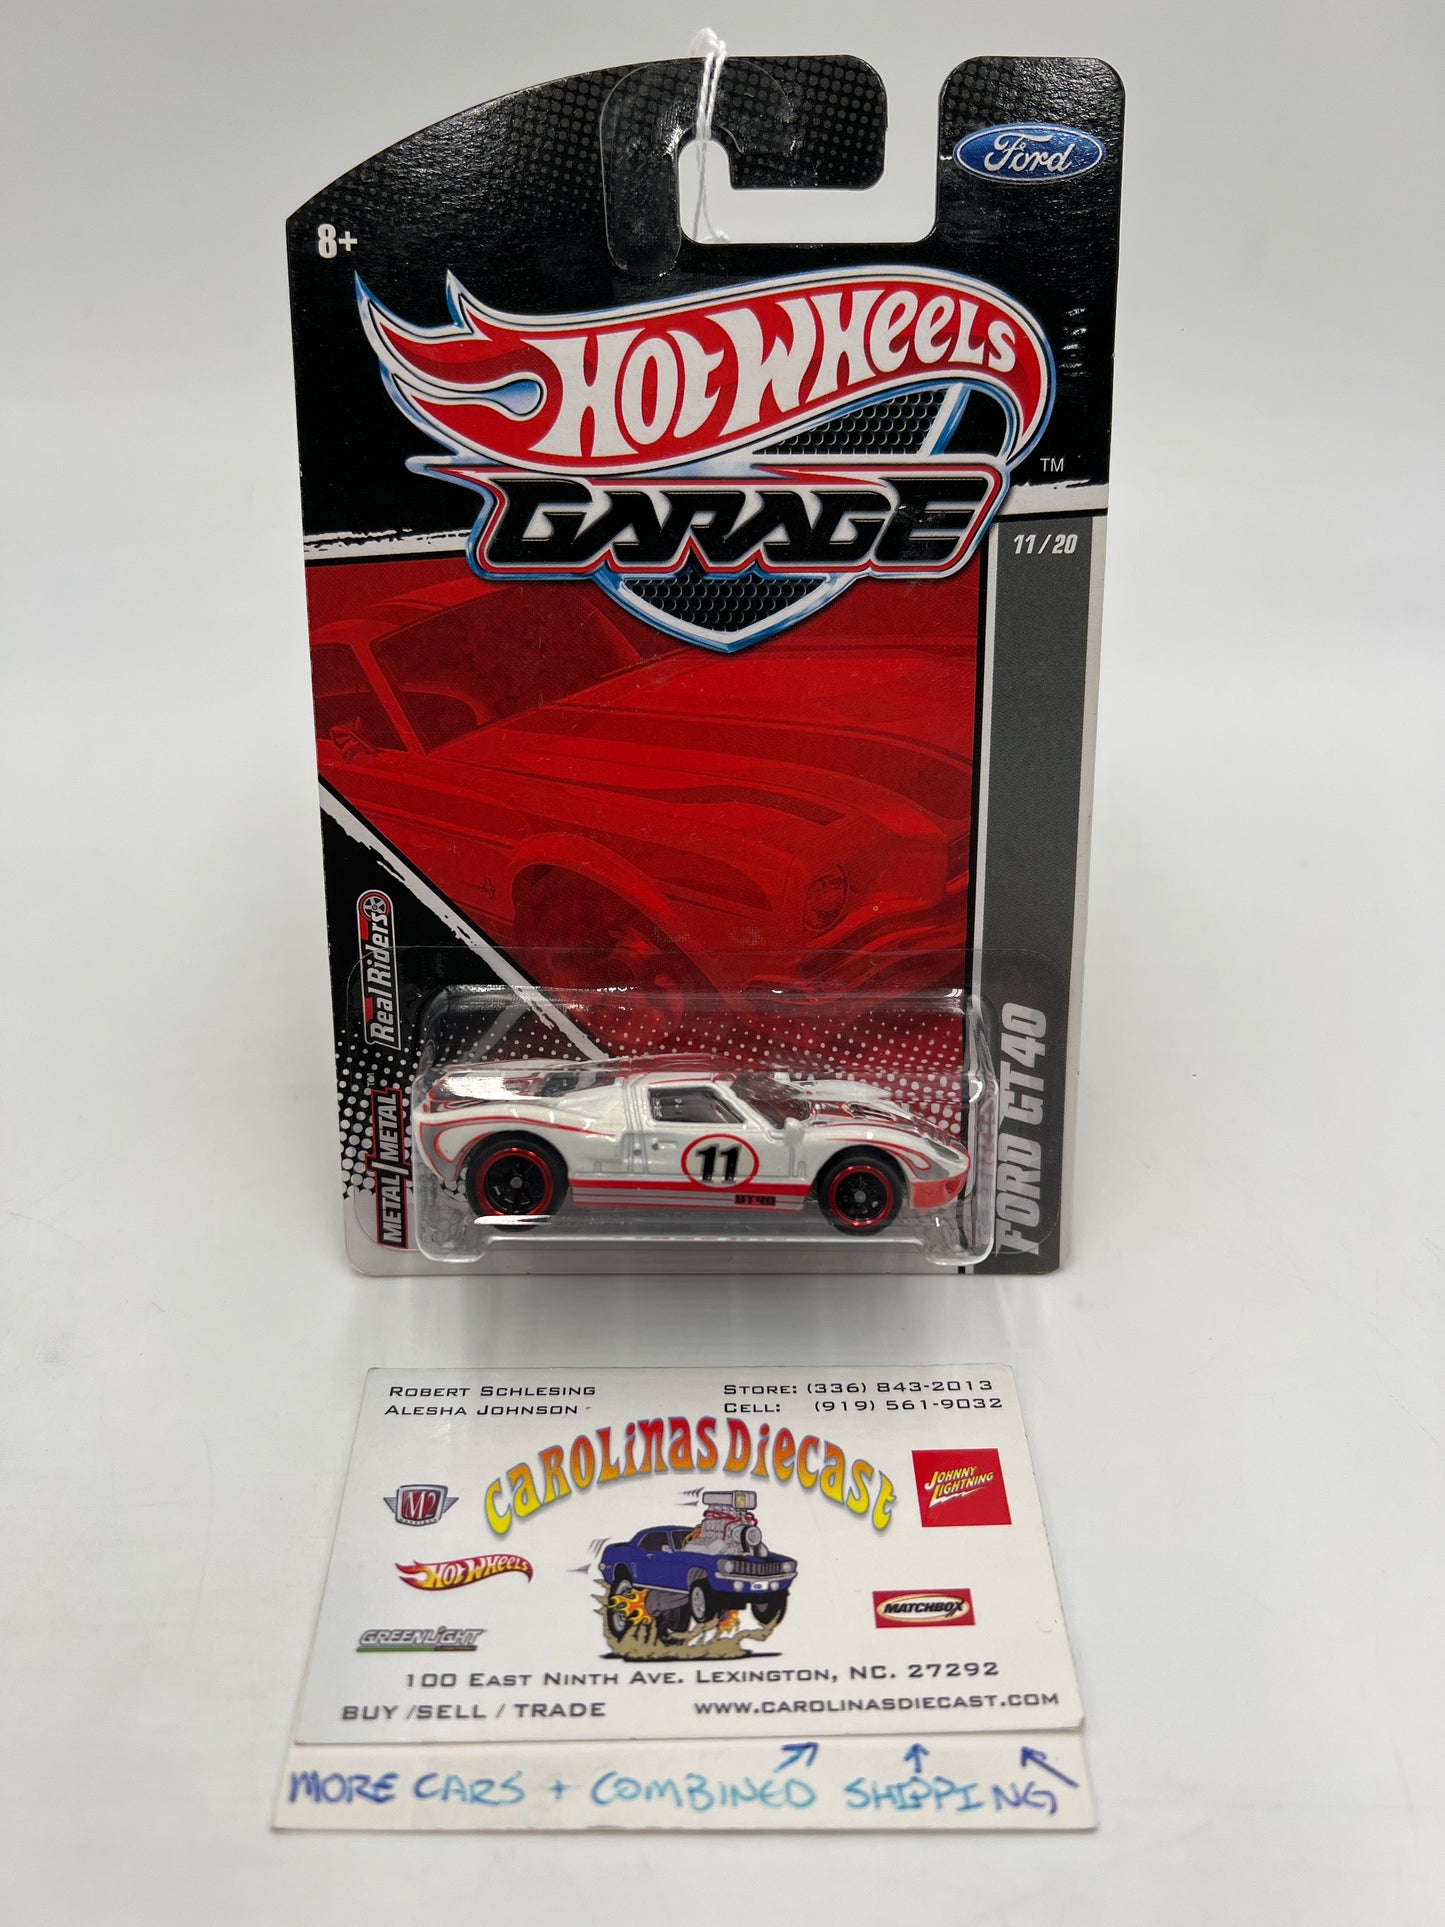 Ford
8+
Hot Wheels
GARAGE
TM
11/20
Real Riders
METAL/METAL™
FORD GT40
11
GT40
ROBERT SCHLESING
STORE: (336) 843-2013
ALESHA JOHNSON
CELL: (919) 561-9032
CAROLINAS DIECAST
M2
JOHNNY LIGHTNING
HOT WHEELS
MATCHBOX
GREENLIGHT
100 EAST NINTH AVE. LEXINGTON, NC. 27292
BUY /SELL / TRADE
WWW.CAROLINASDIECAST.COM
MORE CARS + COMBINED SHIPPING